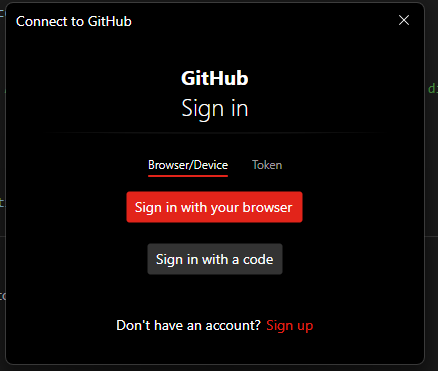 Connect to GitHub
GitHub
Sign in
Browser/Device Token
Sign in with your browser
Sign in with a code
Don't have an account? Sign up